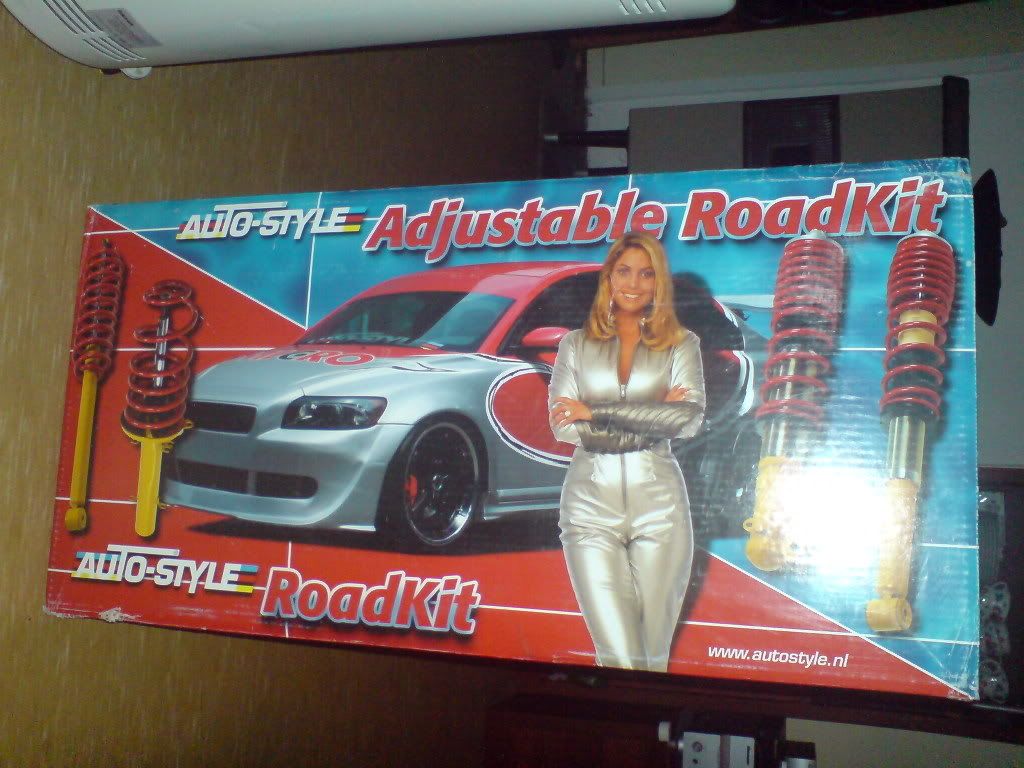 AUTO-STYLE Adjustable RoadKit
AUTO-STYLE RoadKit
www.autostyle.nl